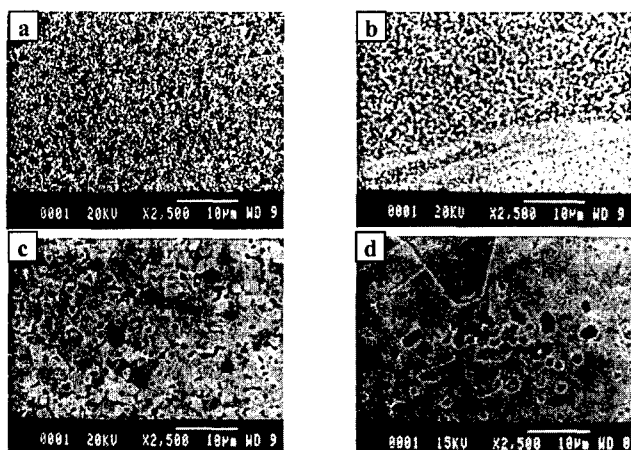 a
b
0001 20KV X2,500 10μm WD 9
0001 20KV X2,500 10μm WD 9
c
d
0001 20KV X2,500 10μm WD 9
0001 15KV X2,500 10μm WD 8